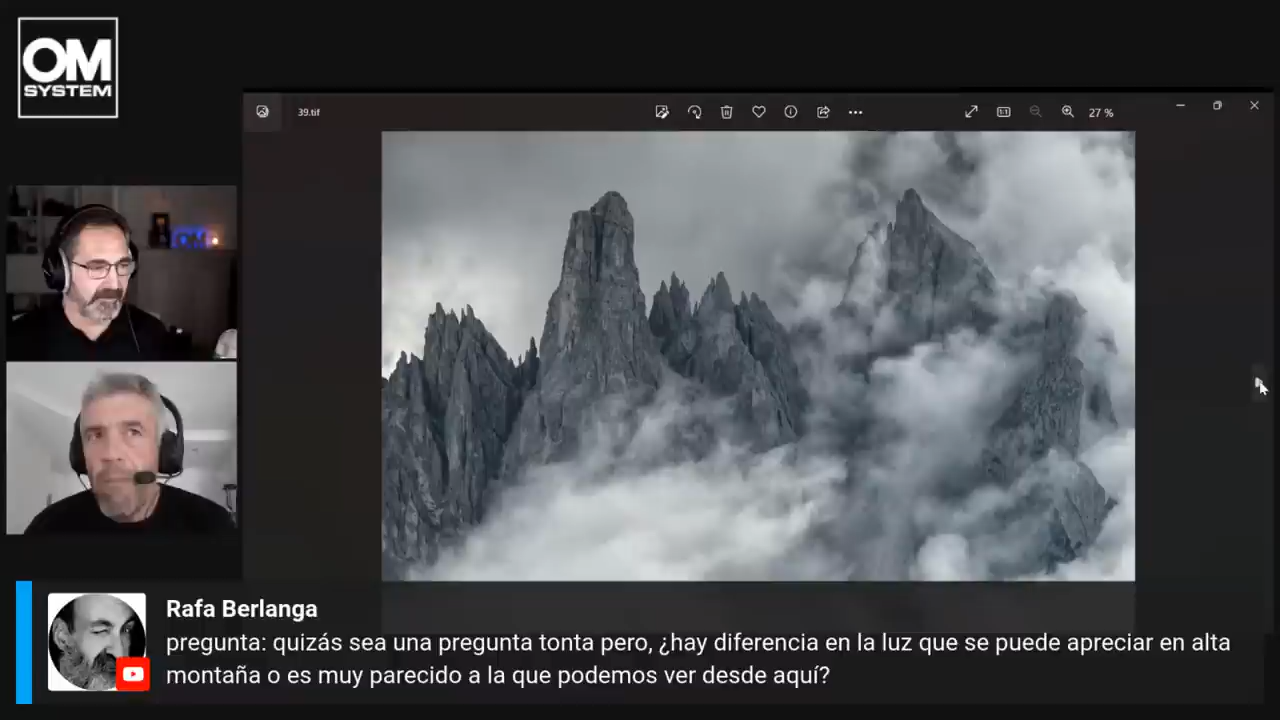 OM
SYSTEM
39.tif
27 %
Rafa Berlanga
pregunta: quizás sea una pregunta tonta pero, ¿hay diferencia en la luz que se puede apreciar en alta
montaña o es muy parecido a la que podemos ver desde aquí?